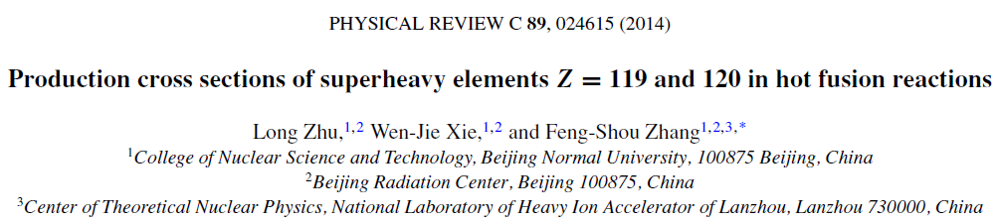 PHYSICAL REVIEW C 89, 024615 (2014)
Production cross sections of superheavy elements Z = 119 and 120 in hot fusion reactions
Long Zhu,1,2 Wen-Jie Xie,1,2 and Feng-Shou Zhang1,2,3,*
1College of Nuclear Science and Technology, Beijing Normal University, 100875 Beijing, China
2Beijing Radiation Center, Beijing 100875, China
3Center of Theoretical Nuclear Physics, National Laboratory of Heavy Ion Accelerator of Lanzhou, Lanzhou 730000, China